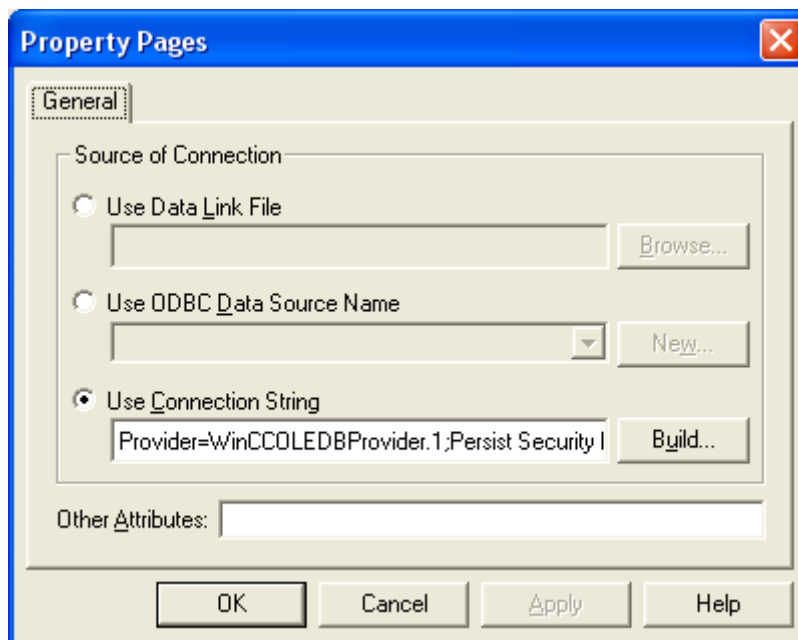 Property Pages
General
Source of Connection
Use Data Link File
Browse...
Use ODBC Data Source Name
New...
Use Connection String
Provider=WinCCOLEDBProvider.1;Persist Security I
Build...
Other Attributes:
OK Cancel Apply Help